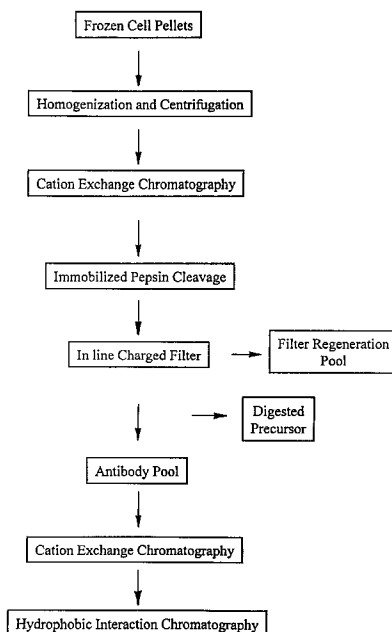 Frozen Cell Pellets
Homogenization and Centrifugation
Cation Exchange Chromatography
Immobilized Pepsin Cleavage
In line Charged Filter
Filter Regeneration
Pool
Digested
Precursor
Antibody Pool
Cation Exchange Chromatography
Hydrophobic Interaction Chromatography